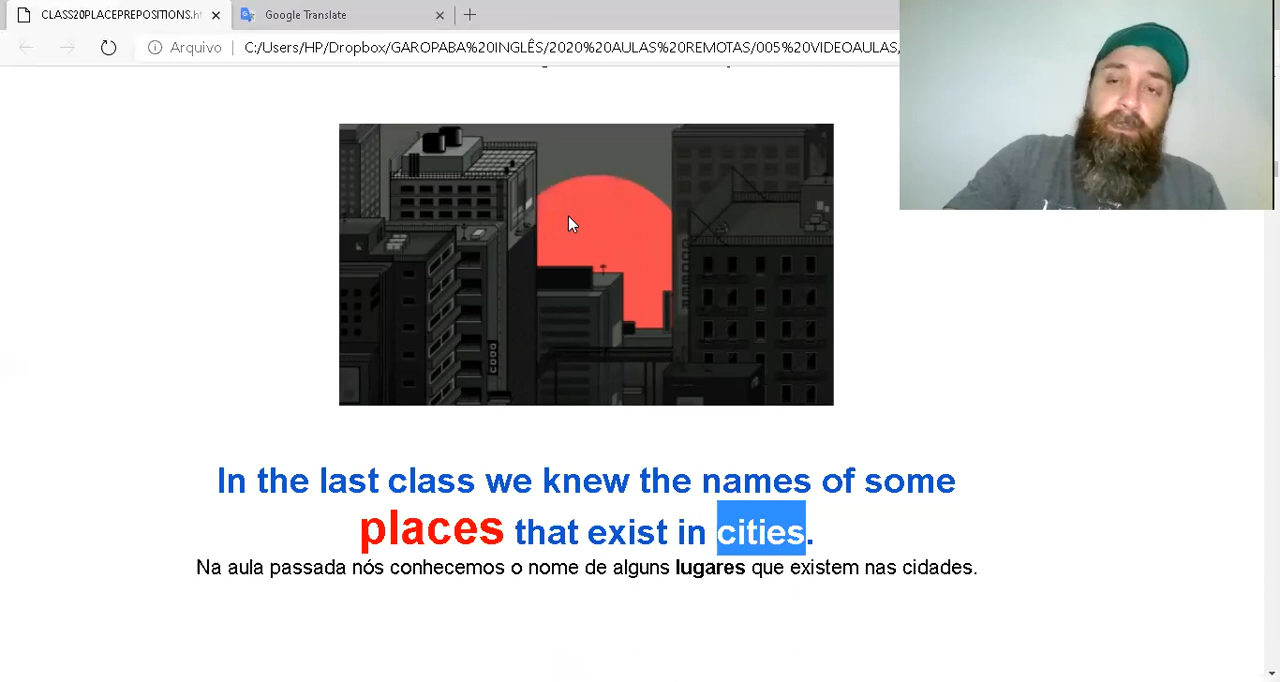 CLASS20PLACEPREPOSITIONS.ht
Google Translate
Arquivo
C:/Users/HP/Dropbox/GAROPABA%20INGLÊS/2020%20AULAS%20REMOTAS/005%20VIDEOAULAS,
In the last class we knew the names of some
places that exist in cities.
Na aula passada nós conhecemos o nome de alguns lugares que existem nas cidades.